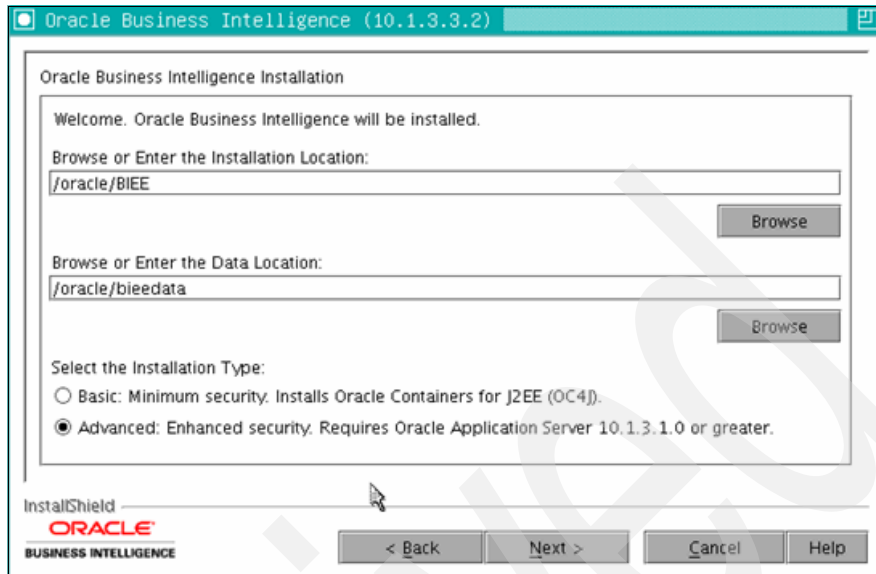 Oracle Business Intelligence (10.1.3.3.2)
Oracle Business Intelligence Installation
Welcome. Oracle Business Intelligence will be installed.
Browse or Enter the Installation Location:
/oracle/BIEE
Browse
Browse or Enter the Data Location:
/oracle/bieedata
Browse
Select the Installation Type:
Basic: Minimum security. Installs Oracle Containers for J2EE (OC4J).
Advanced: Enhanced security. Requires Oracle Application Server 10.1.3.1.0 or greater.
InstallShield
ORACLE
BUSINESS INTELLIGENCE
< Back
Next >
Cancel
Help